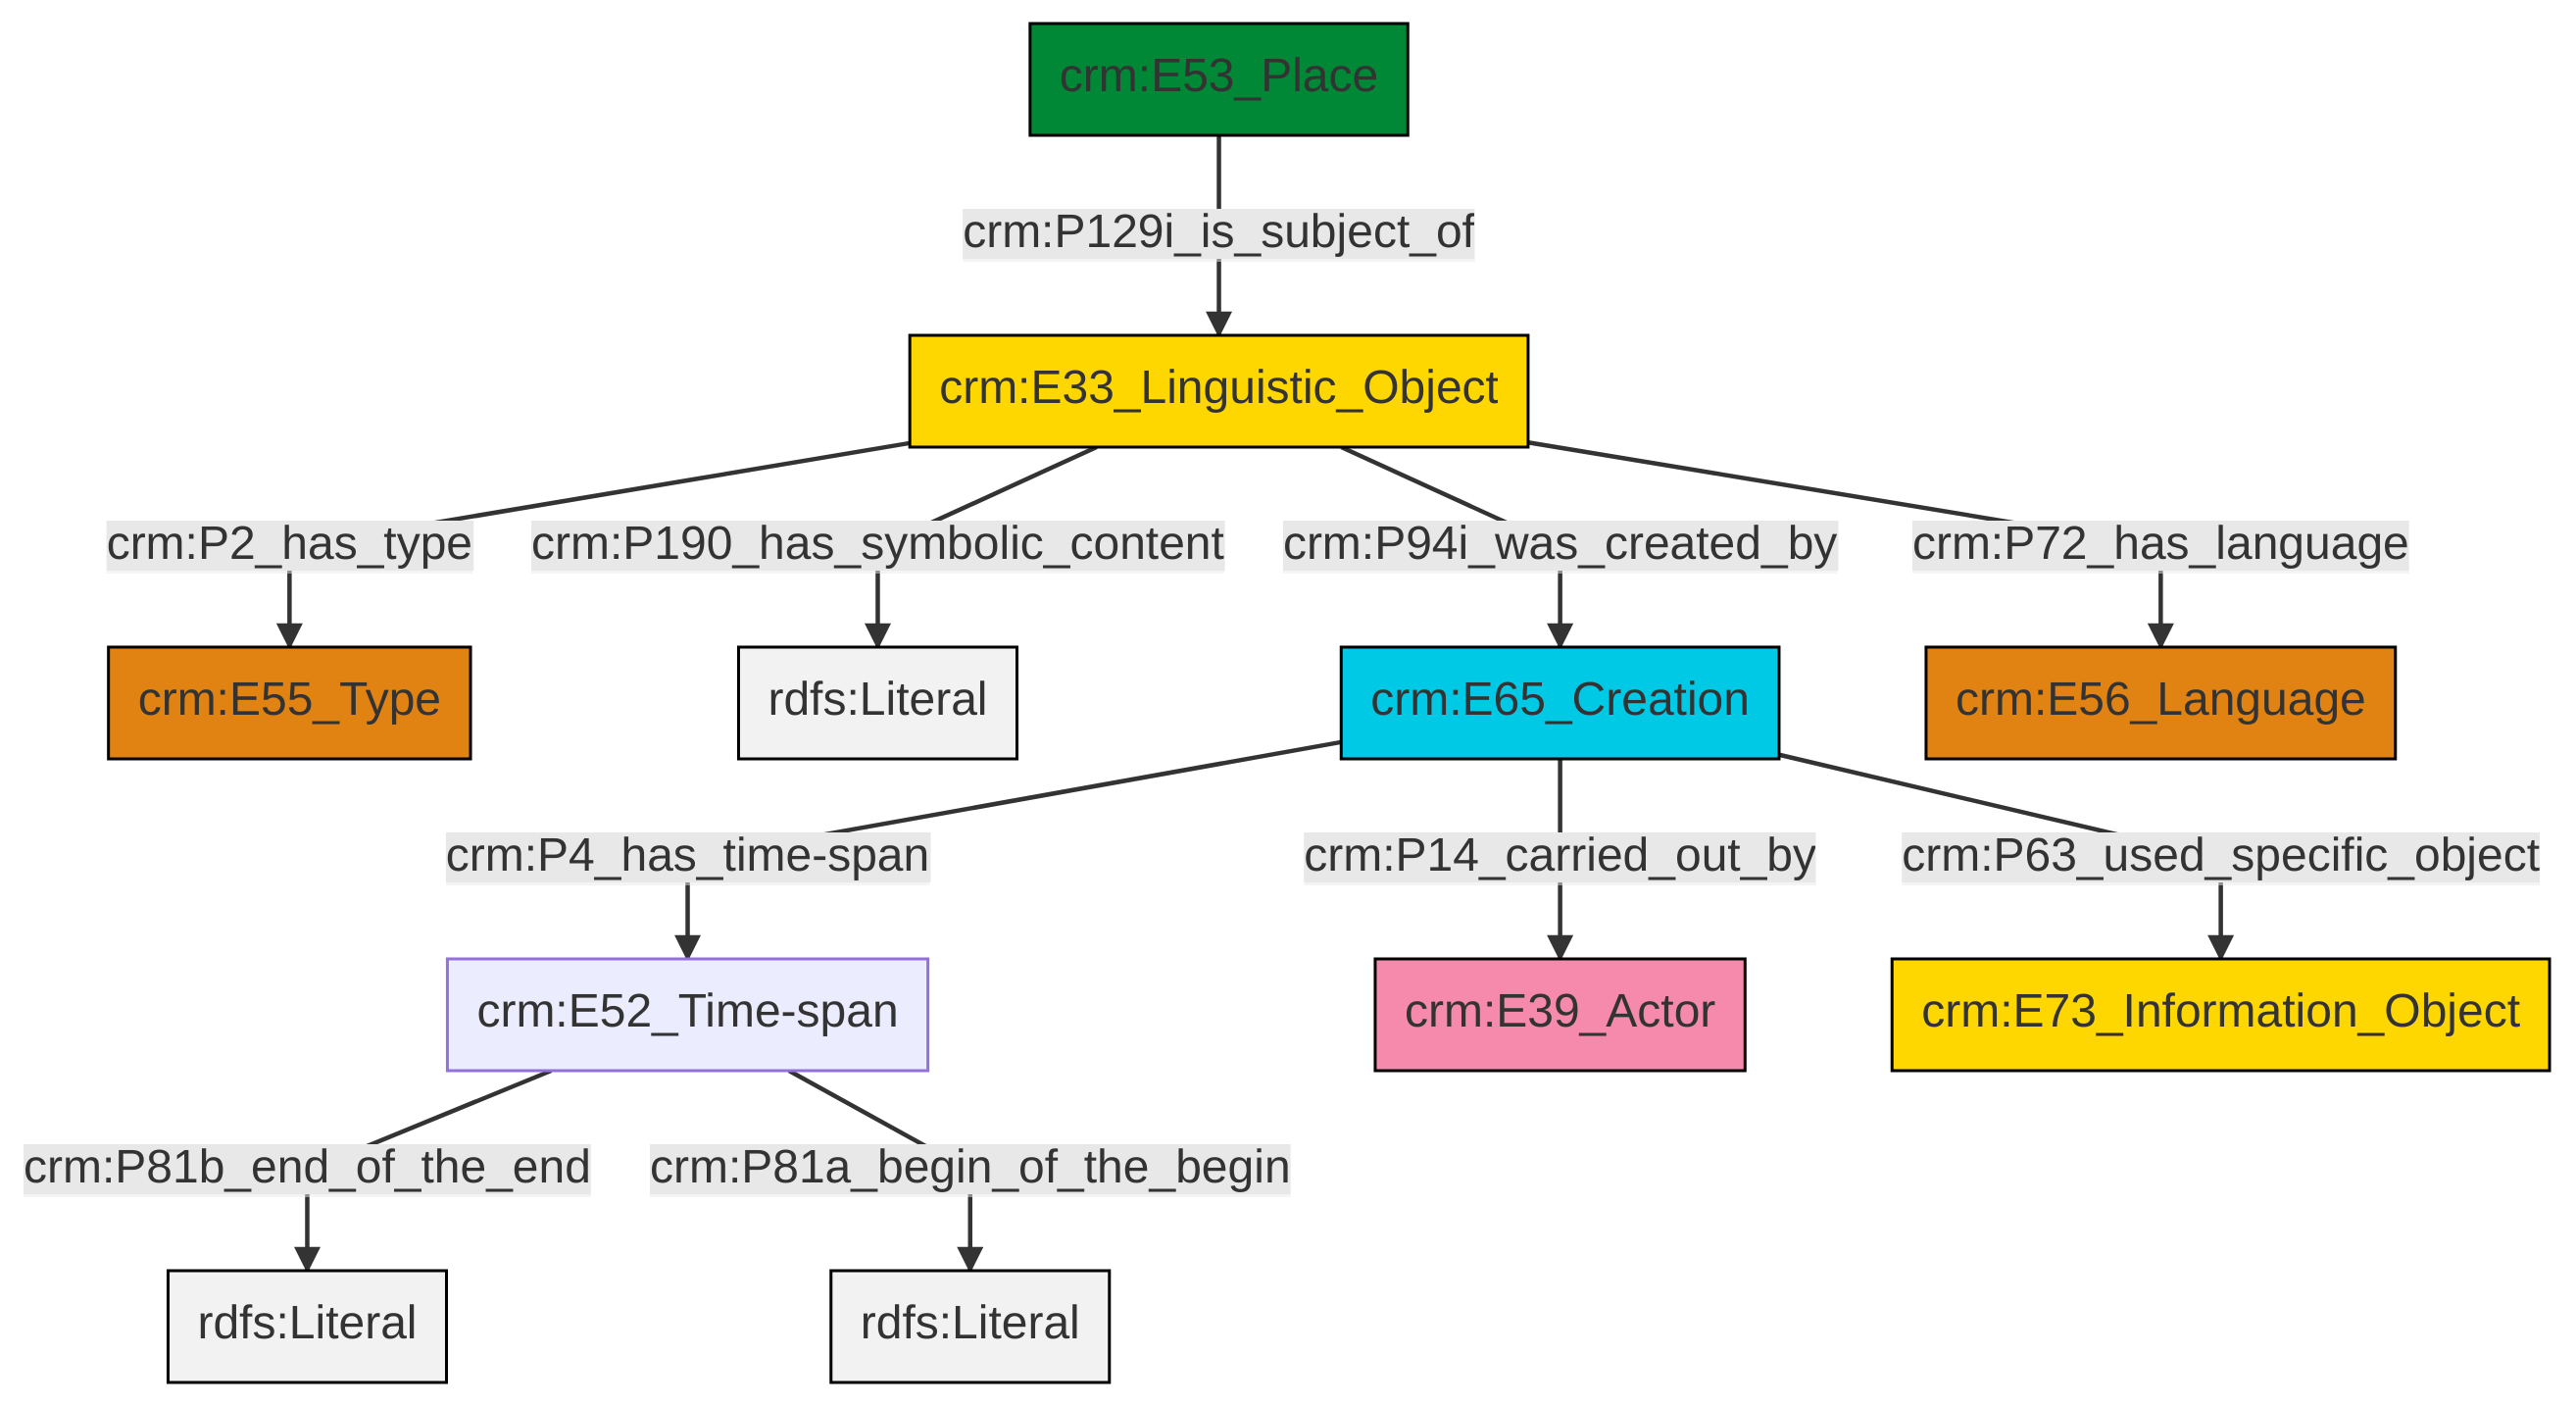 crm:E53_Place
crm:P129i_is_subject_of
crm:E33_Linguistic_Object
crm:P2_has_type
crm:P190_has_symbolic_content
crm:P94i_was_created_by
crm:P72_has_language
crm:E55_Type
rdfs:Literal
crm:E65_Creation
crm:E56_Language
crm:P4_has_time-span
crm:P14_carried_out_by
crm:P63_used_specific_object
crm:E52_Time-span
crm:E39_Actor
crm:E73_Information_Object
crm:P81b_end_of_the_end
crm:P81a_begin_of_the_begin
rdfs:Literal
rdfs:Literal